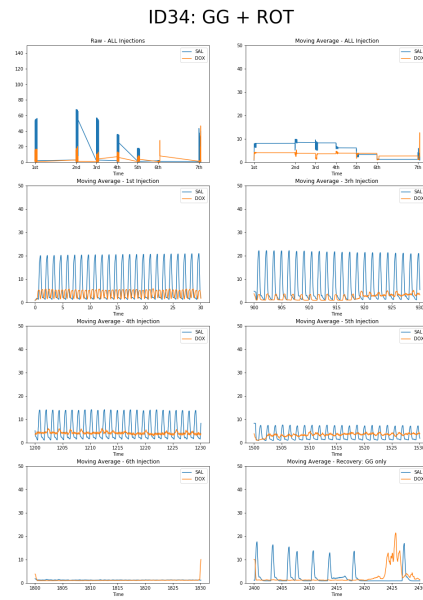 ID34: GG + ROT
Raw - ALL Injections
140
120
100
80
60
40
20
0
SAL
DOX
1st 2nd 3rd 4th 5th 6th 7th
Time
Moving Average - ALL Injection
50
40
30
20
10
0
SAL
DOX
1st 2nd 3rd 4th 5th 6th 7th
Time
Moving Average - 1st Injection
50
40
30
20
10
0
SAL
DOX
0 5 10 15 20 25 30
Time
Moving Average - 3rh Injection
50
40
30
20
10
0
SAL
DOX
900 905 910 915 920 925 930
Time
Moving Average - 4th Injection
50
40
30
20
10
0
SAL
DOX
1200 1205 1210 1215 1220 1225 1230
Time
Moving Average - 5th Injection
50
40
30
20
10
0
SAL
DOX
1500 1505 1510 1515 1520 1525 1530
Time
Moving Average - 6th Injection
50
40
30
20
10
0
SAL
DOX
1800 1805 1810 1815 1820 1825 1830
Time
Moving Average - Recovery: GG only
50
40
30
20
10
0
SAL
DOX
2400 2405 2410 2415 2420 2425 2430
Time